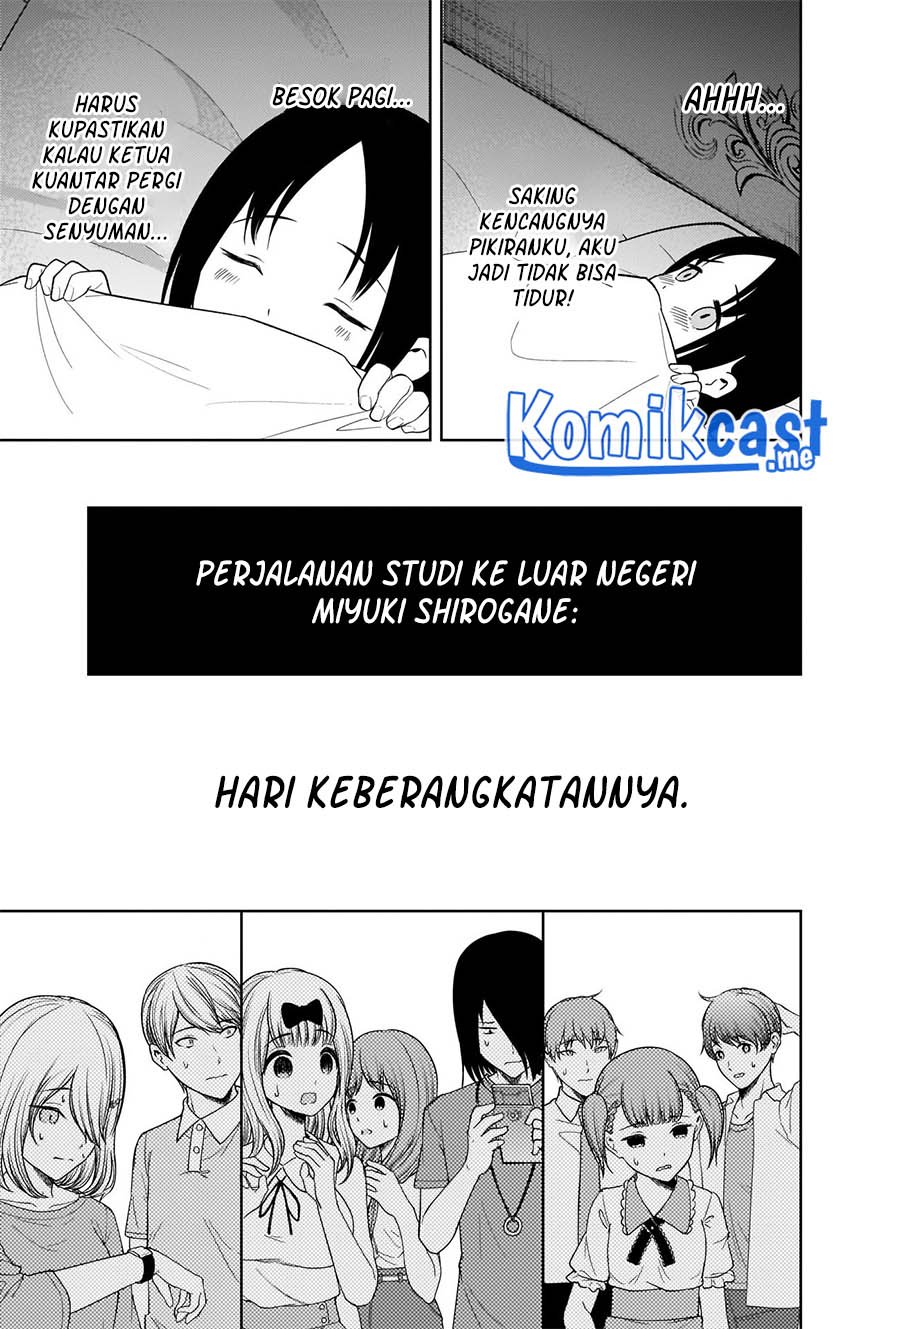 AHHH...
SAKING
KENCANGNYA
PIKIRANKU, AKU
JADI TIDAK BISA
TIDUR!
BESOK PAGI...
HARUS
KUPASTIKAN
KALAU KETUA
KUANTAR PERGI
DENGAN
SENYUMAN...
Komikcast
.me
PERJALANAN STUDI KE LUAR NEGERI
MIYUKI SHIROGANE:
HARI KEBERANGKATANNYA.